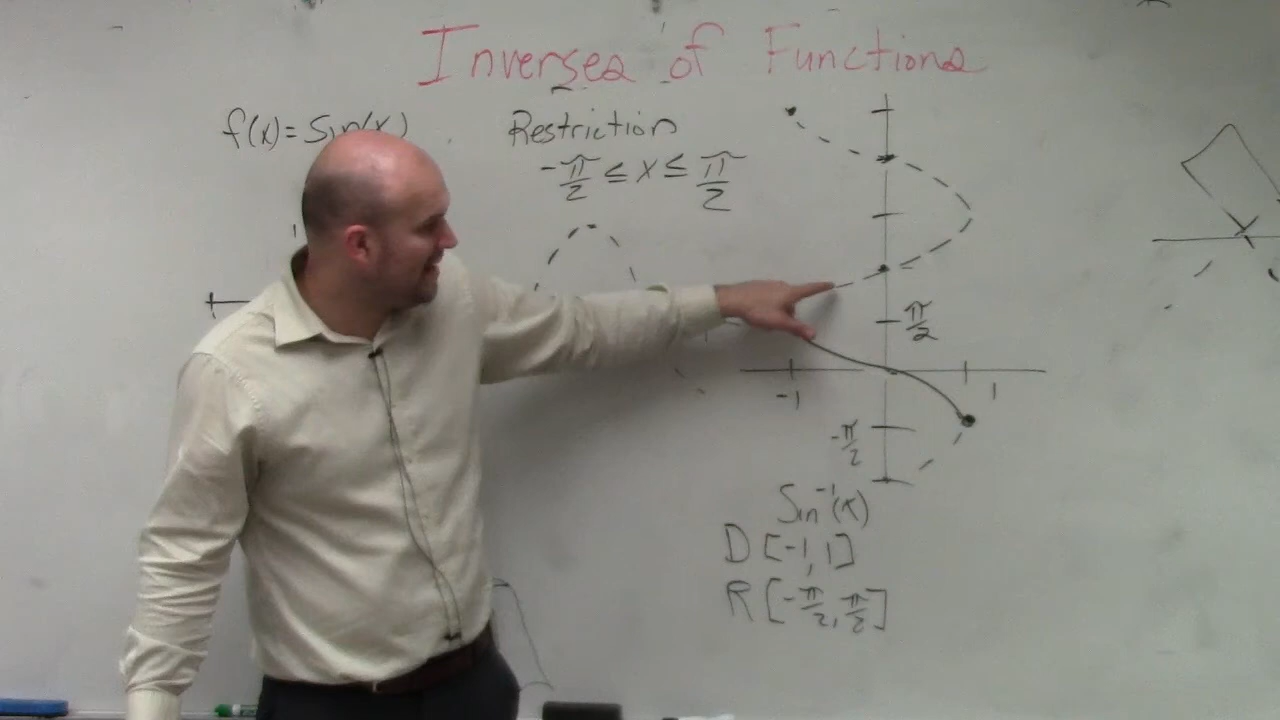 Inverses of Functions
f(x) = Sin(x)
Restriction
-π/2 ≤ x ≤ π/2
π/2
-1
1
-π/2
Sin⁻¹(x)
D [-1, 1]
R [-π/2, π/2]